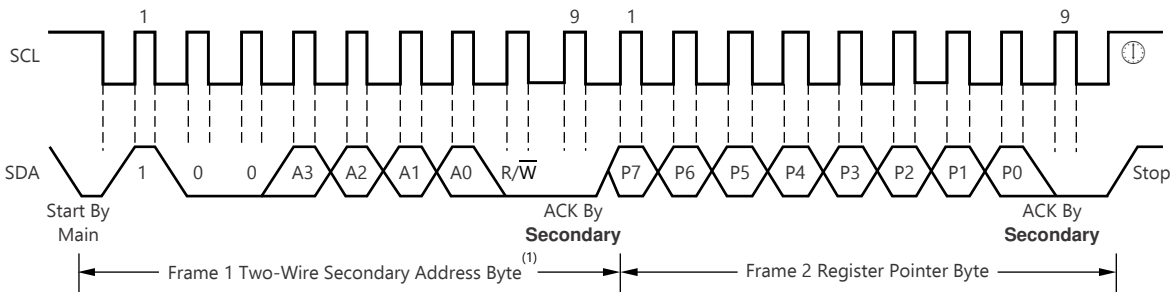 1 9 1 9
SCL
SDA 1 0 0 A3 A2 A1 A0 R/W̅ P7 P6 P5 P4 P3 P2 P1 P0 Stop
Start By
Main
ACK By
Secondary
ACK By
Secondary
Frame 1 Two-Wire Secondary Address Byte(1)
Frame 2 Register Pointer Byte